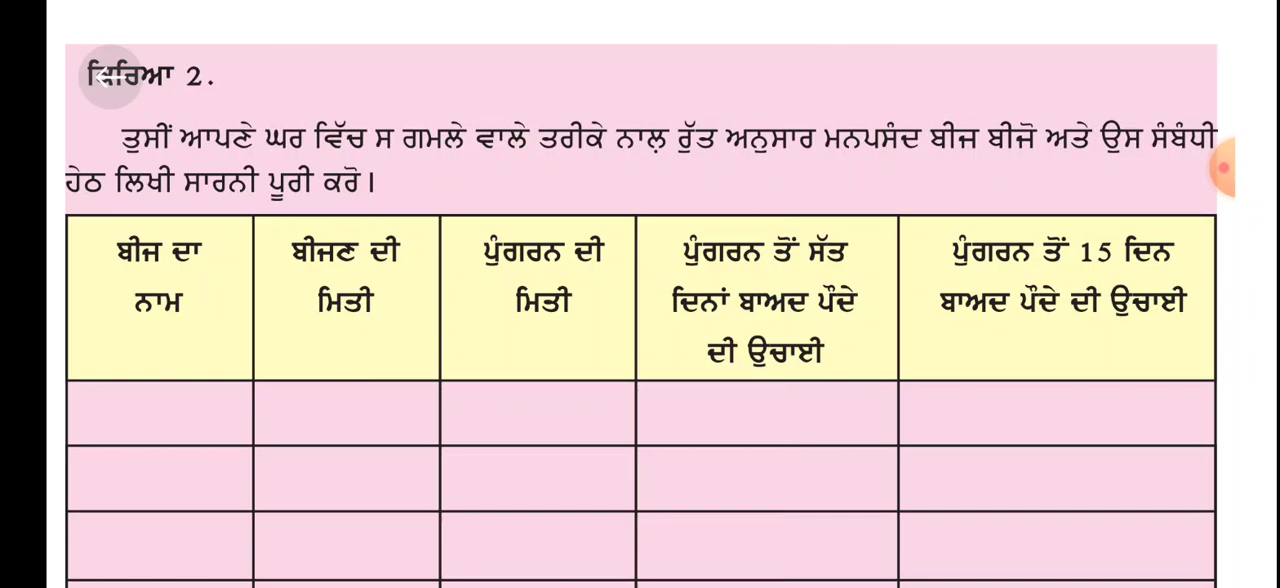 ਕਿਰਿਆ 2.
ਤੁਸੀਂ ਆਪਣੇ ਘਰ ਵਿੱਚ ਸ ਗਮਲੇ ਵਾਲੇ ਤਰੀਕੇ ਨਾਲ਼ ਰੁੱਤ ਅਨੁਸਾਰ ਮਨਪਸੰਦ ਬੀਜ ਬੀਜੋ ਅਤੇ ਉਸ ਸੰਬੰਧੀ
ਹੇਠ ਲਿਖੀ ਸਾਰਨੀ ਪੂਰੀ ਕਰੋ।
ਬੀਜ ਦਾ
ਨਾਮ
ਬੀਜਣ ਦੀ
ਮਿਤੀ
ਪੁੰਗਰਨ ਦੀ
ਮਿਤੀ
ਪੁੰਗਰਨ ਤੋਂ ਸੱਤ
ਦਿਨਾਂ ਬਾਅਦ ਪੌਦੇ
ਦੀ ਉਚਾਈ
ਪੁੰਗਰਨ ਤੋਂ 15 ਦਿਨ
ਬਾਅਦ ਪੌਦੇ ਦੀ ਉਚਾਈ